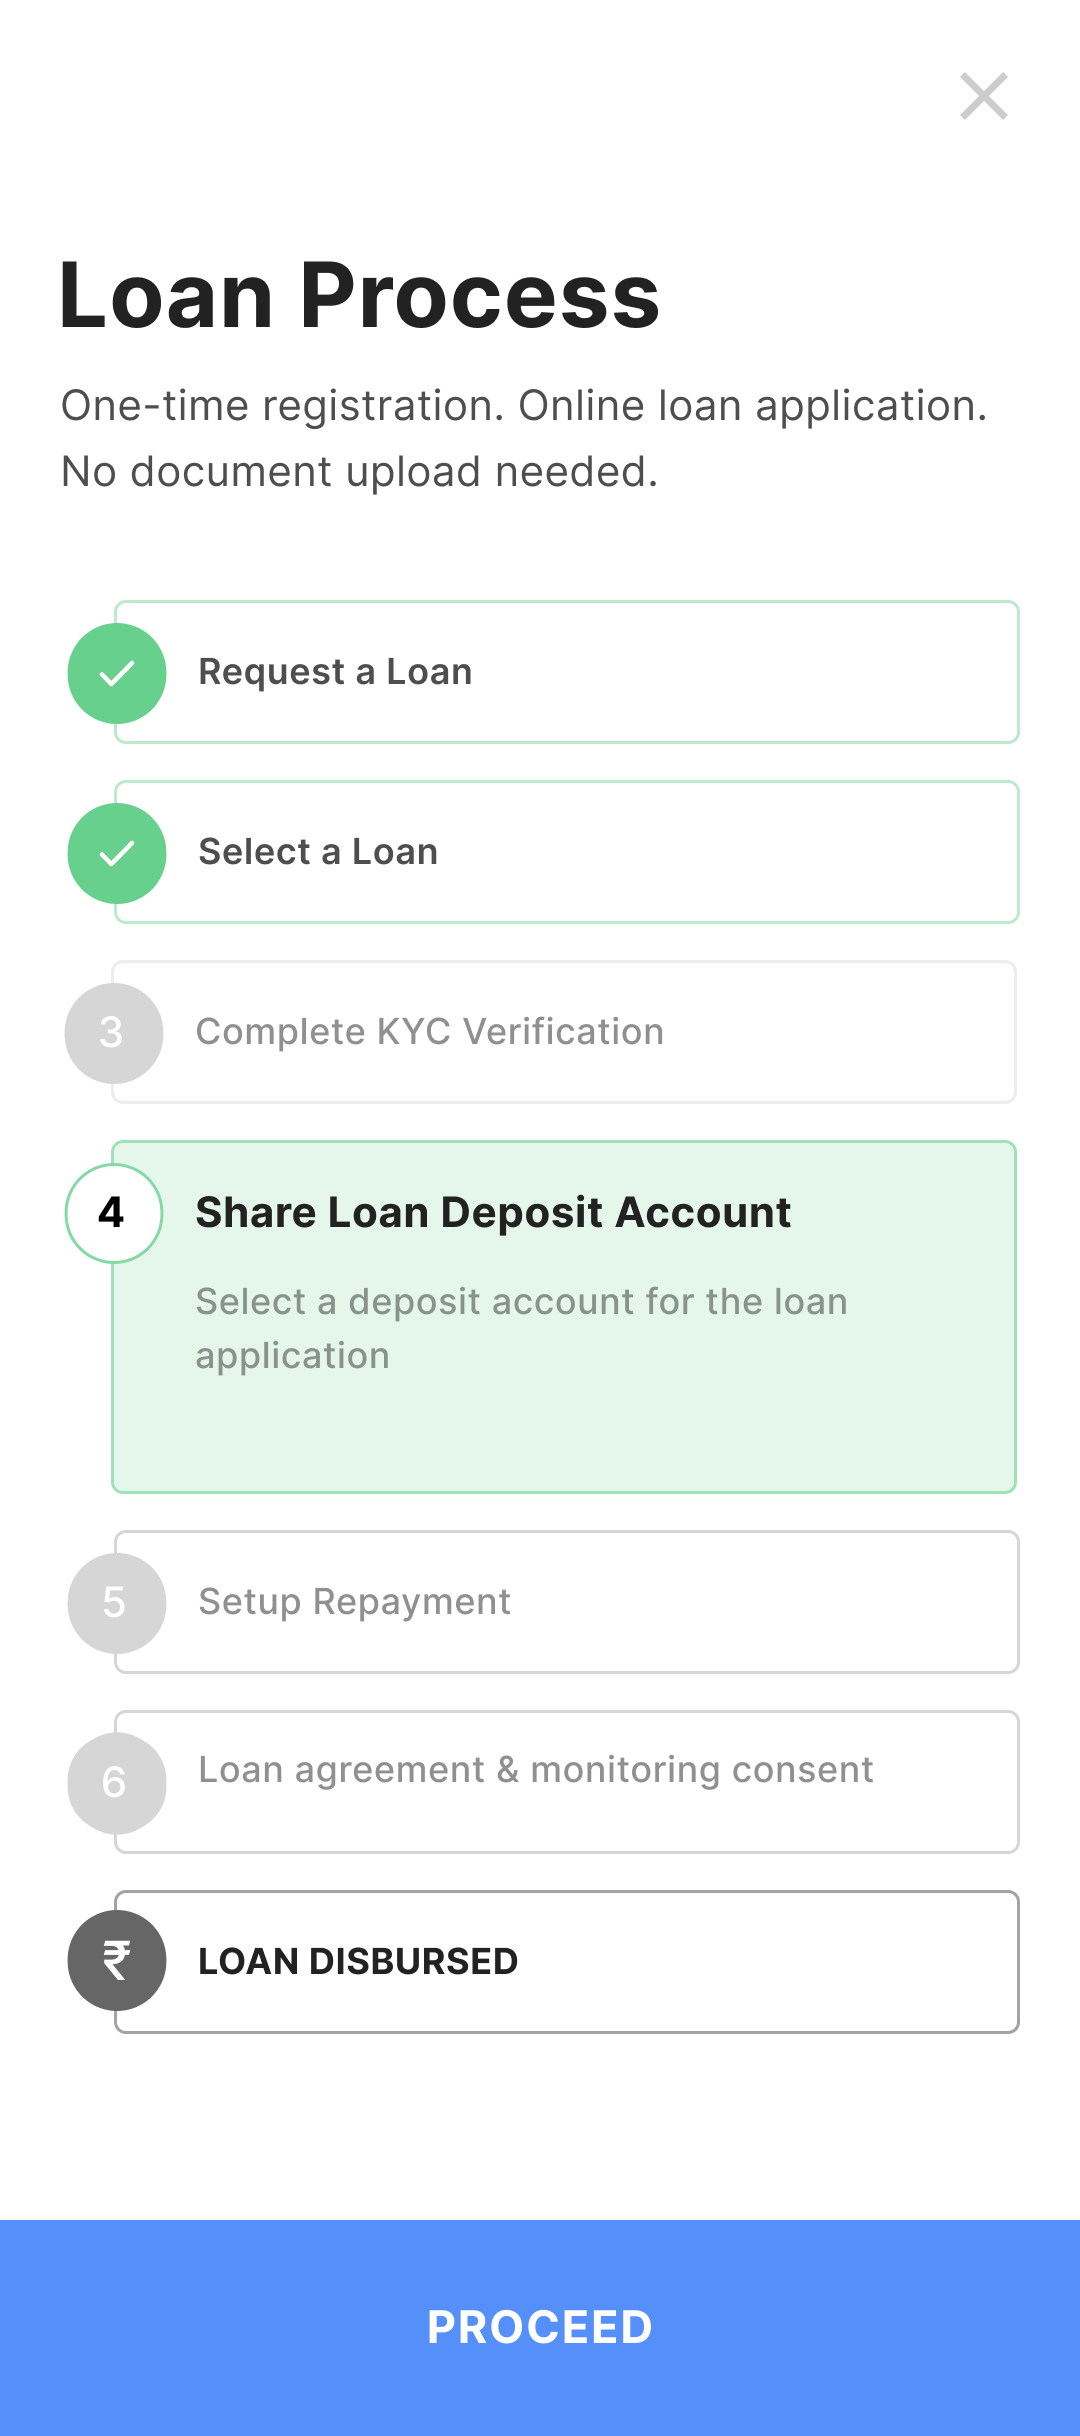 Loan Process
One-time registration. Online loan application.
No document upload needed.
Request a Loan
Select a Loan
3 Complete KYC Verification
4 Share Loan Deposit Account
Select a deposit account for the loan
application
5 Setup Repayment
6 Loan agreement & monitoring consent
₹ LOAN DISBURSED
PROCEED